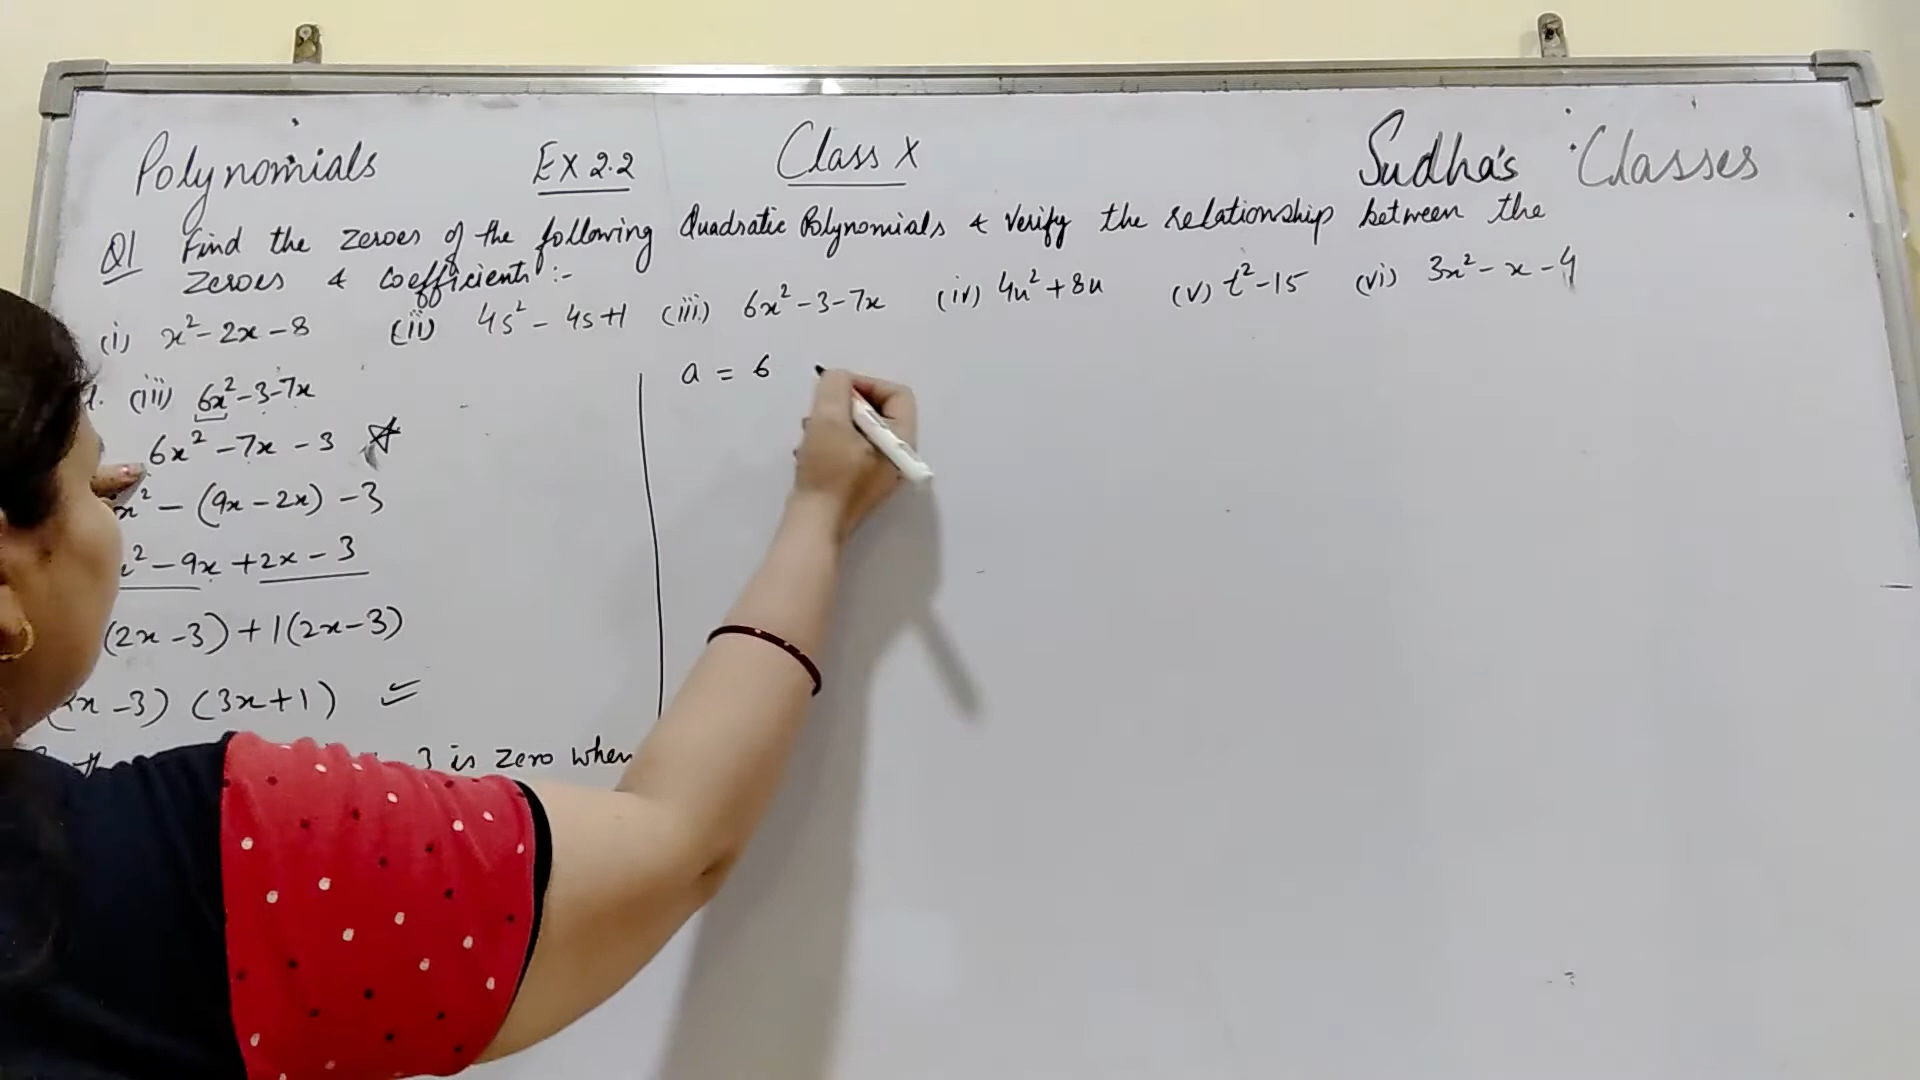 Polynomials Ex 2.2 Class X Sudha's Classes
Q1 Find the zeroes of the following Quadratic Polynomials & Verify the relationship between the
zeroes & coefficients :-
(i) x² - 2x - 8 (ii) 4s² - 4s + 1 (iii) 6x² - 3 - 7x (iv) 4u² + 8u (v) t² - 15 (vi) 3x² - x - 4
(iii) 6x² - 3 - 7x
6x² - 7x - 3
x² - (9x - 2x) - 3
x² - 9x + 2x - 3
(2x - 3) + 1(2x - 3)
x - 3) (3x + 1)
3 is zero when
a = 6